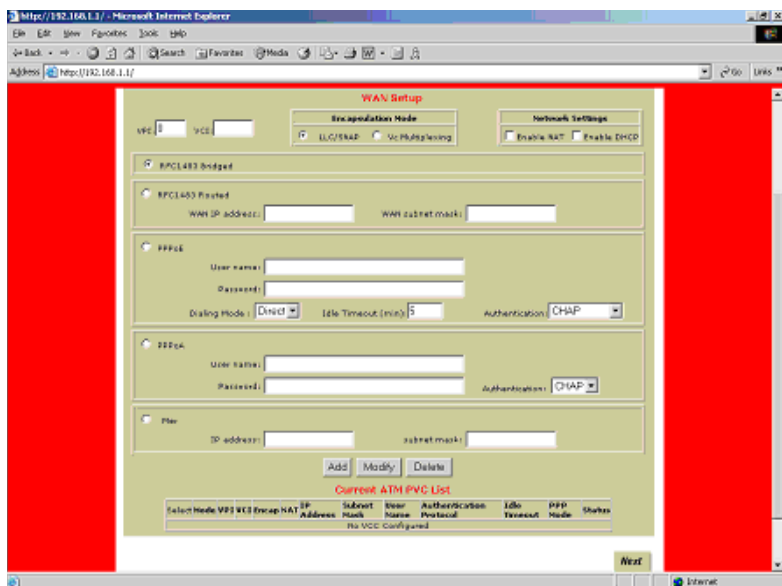 http://192.168.1.1/ - Microsoft Internet Explorer
File Edit View Favorites Tools Help
Back Search Favorites Media
Address http://192.168.1.1/ Go Links
WAN Setup
VPI: 0 VCI:
Encapsulation Mode
LLC/SNAP Vc Multiplexing
Network Settings
Enable NAT Enable DHCP
RFC1483 Bridged
RFC1483 Routed
WAN IP address: WAN subnet mask:
PPPoE
User name:
Password:
Dialing Mode : Direct Idle Timeout (min): 5 Authentication: CHAP
PPPoA
User name:
Password: Authentication: CHAP
Mer
IP address: subnet mask:
Add Modify Delete
Current ATM PVC List
Select Mode VPI VCI Encap NAT IP Address Subnet Mask User Name Authentication Protocol Idle Timeout PPP Mode Status
No VCC Configured
Next
Internet